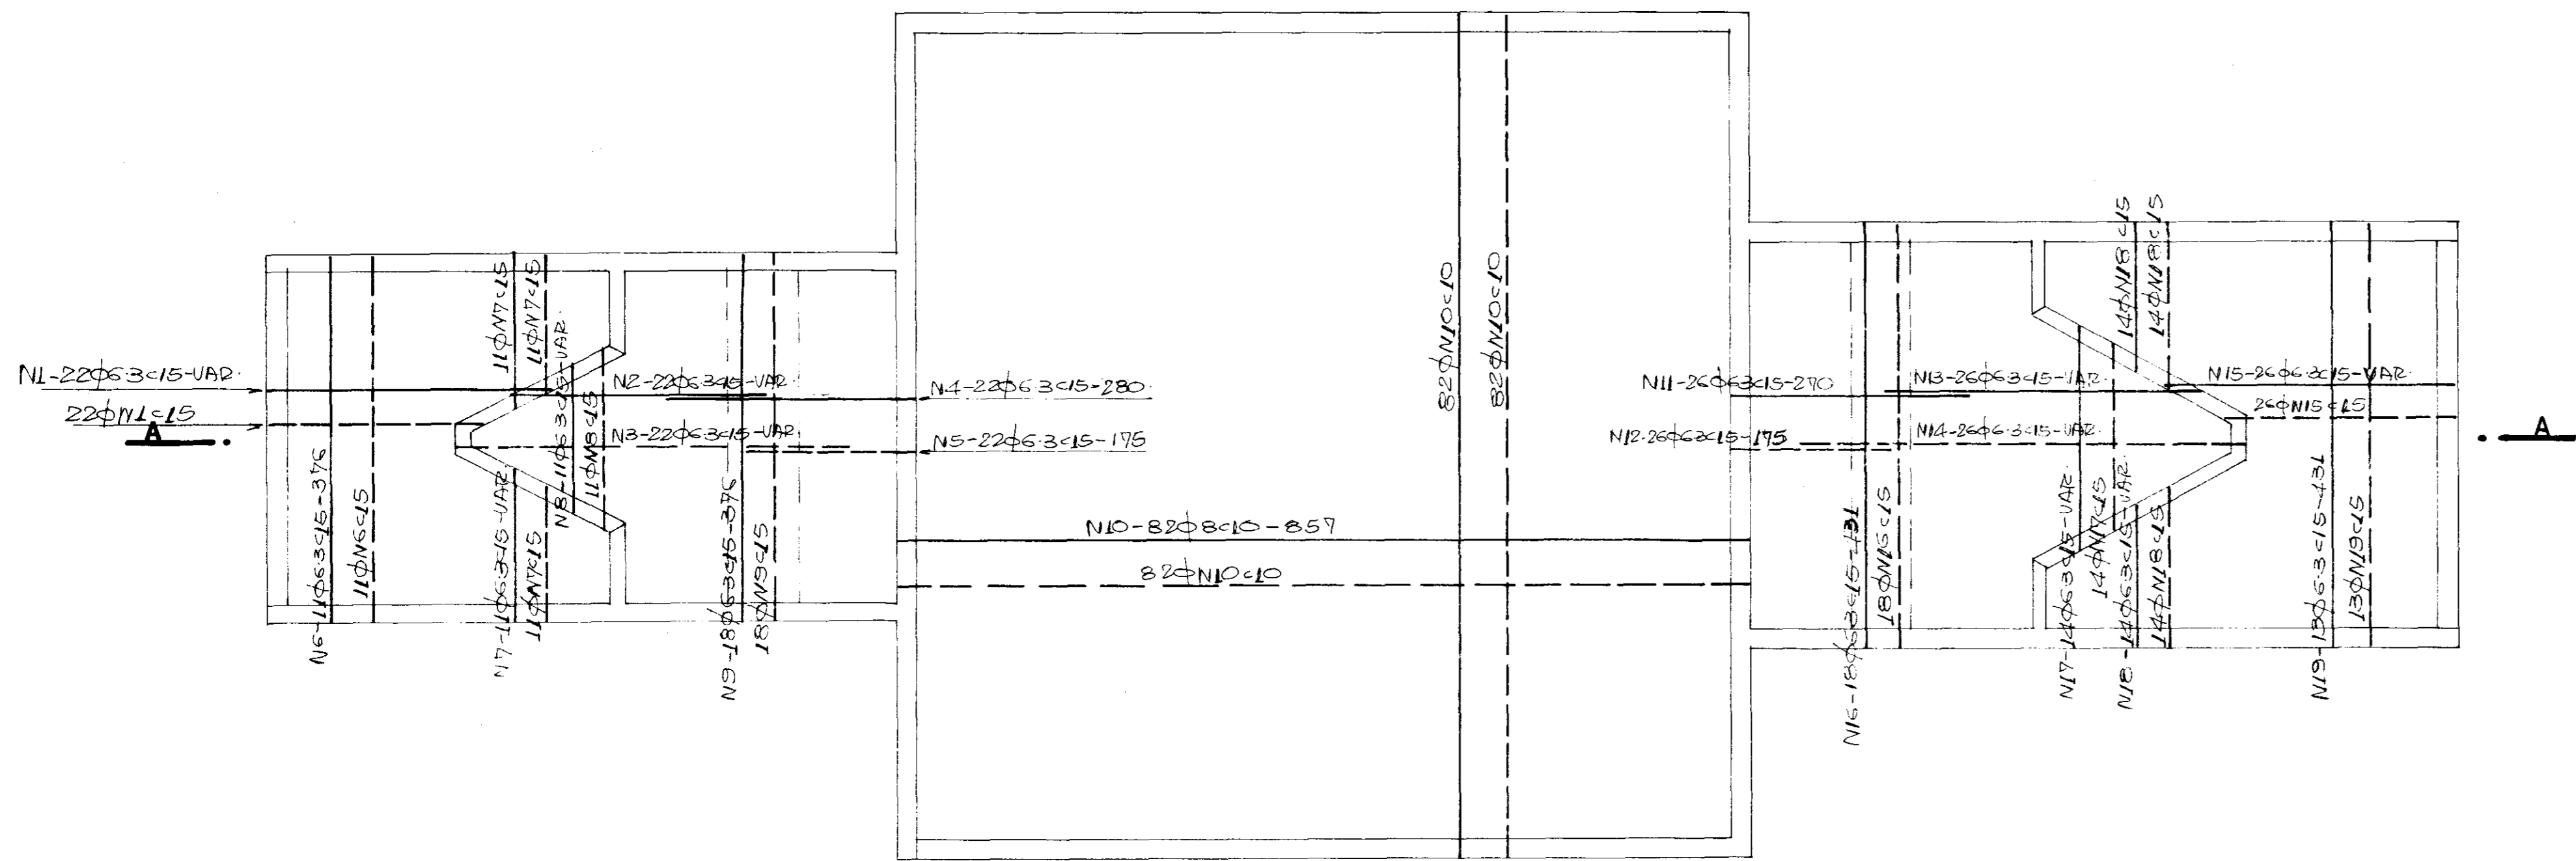 N1-22φ6.3c15-VAR.
22φN1c15
A
N6-11φ6.3c15-376
11φN6c15
11φN7c15
11φN7c15
N7-11φ6.3c15-VAR
11φN7c15
N8-11φ6.3c15-VAR.
11φN8c15
N2-22φ6.3c15-VAR.
N3-22φ6.3c15-VAR
N9-18φ6.3c15-376
18φN9c15
N4-22φ6.3c15-280.
N5-22φ6.3c15-175
N10-82φ8c10-857
82φN10c10
82φN10c10
82φN10c10
N11-26φ6.3c15-270
N12.26φ6.3c15-175
N13-26φ6.3c15-VAR.
N14-26φ6.3c15-VAR.
N16-18φ6.3c15-431
18φN16c15
N17-14φ6.3c15-VAR.
14φN17c15
N18-14φ6.3c15-VAR.
14φN18c15
14φN18c15
14φN18c15
N15-26φ6.3c15-VAR.
26φN15c15
N19-13φ6.3c15-431
13φN19c15
A